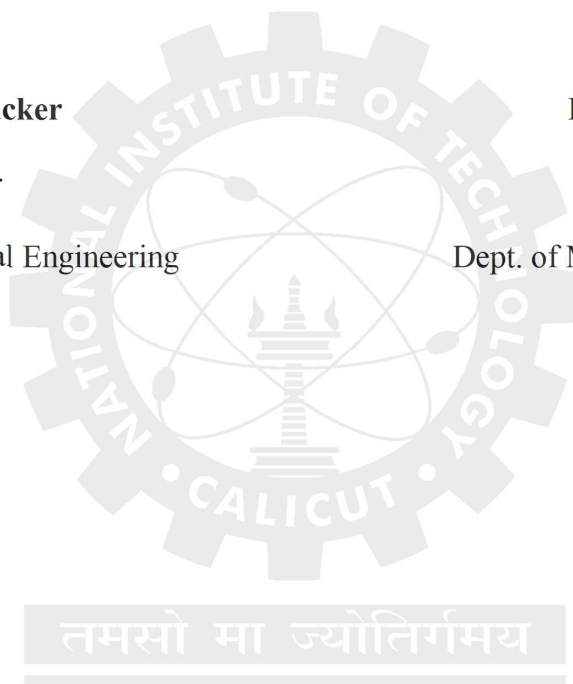 NATIONAL INSTITUTE OF TECHNOLOGY
• CALICUT •
cker
al Engineering
Dept. of M
तमसो मा ज्योतिर्गमय